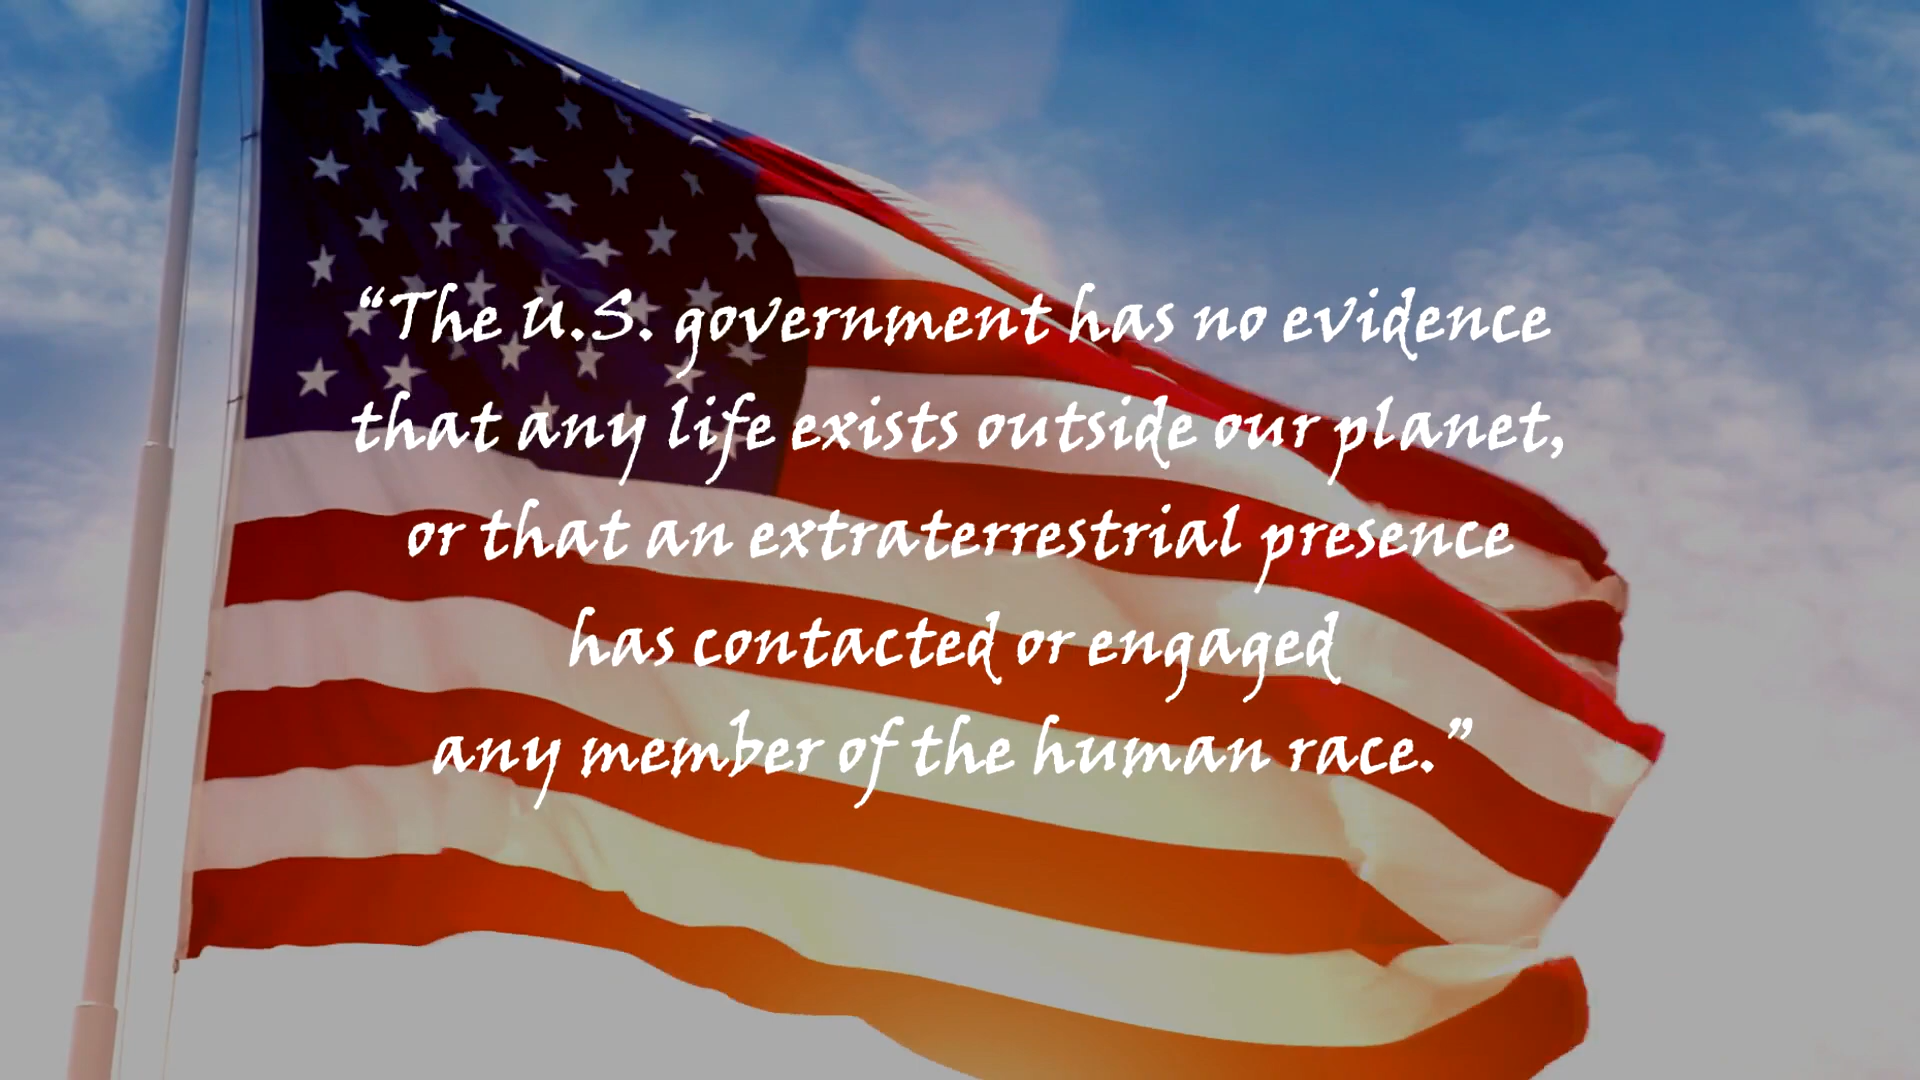 “The U.S. government has no evidence
that any life exists outside our planet,
or that an extraterrestrial presence
has contacted or engaged
any member of the human race.”